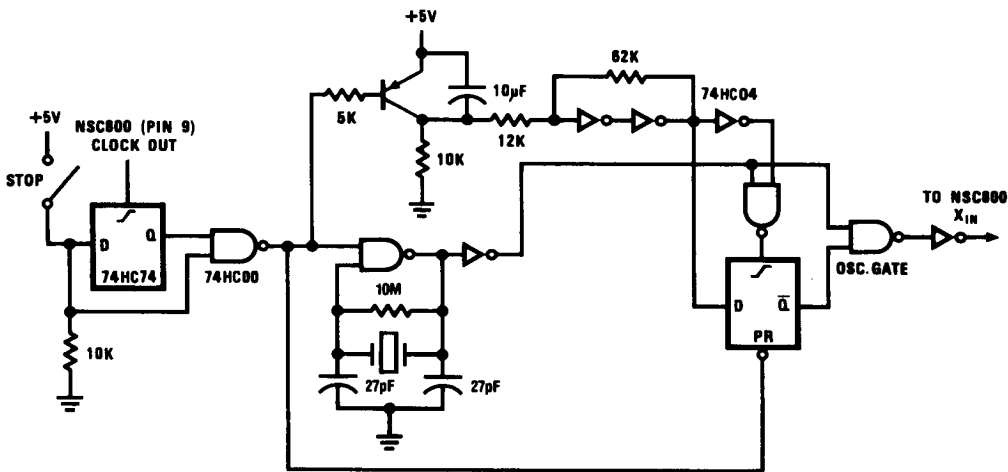 +5V
62K
10µF
74HC04
5K
12K
10K
+5V
NSC800 (PIN 9)
CLOCK OUT
STOP
D
Q
74HC74
74HC00
10K
10M
27pF
27pF
TO NSC800
XIN
OSC. GATE
D
Q̅
PR